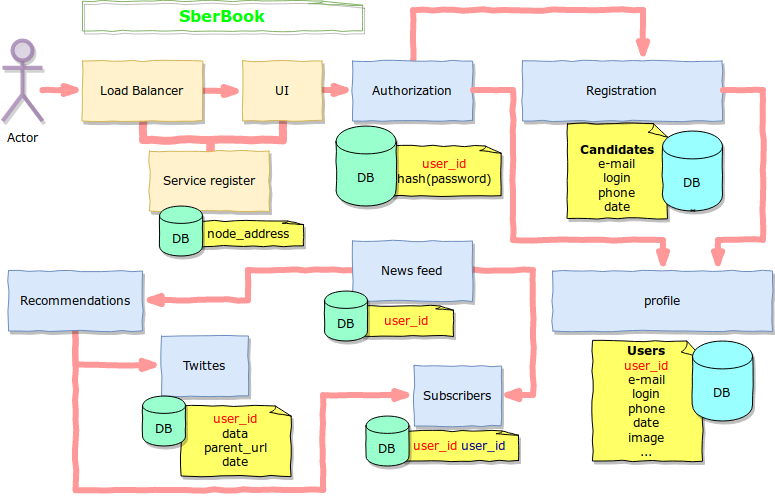 SberBook
Actor
Load Balancer
UI
Authorization
Registration
Service register
DB
node_address
DB
user_id
hash(password)
Candidates
e-mail
login
phone
date
DB
Recommendations
News feed
DB
user_id
profile
Twittes
DB
user_id
data
parent_url
date
Subscribers
DB
user_id user_id
Users
user_id
e-mail
login
phone
date
image
...
DB